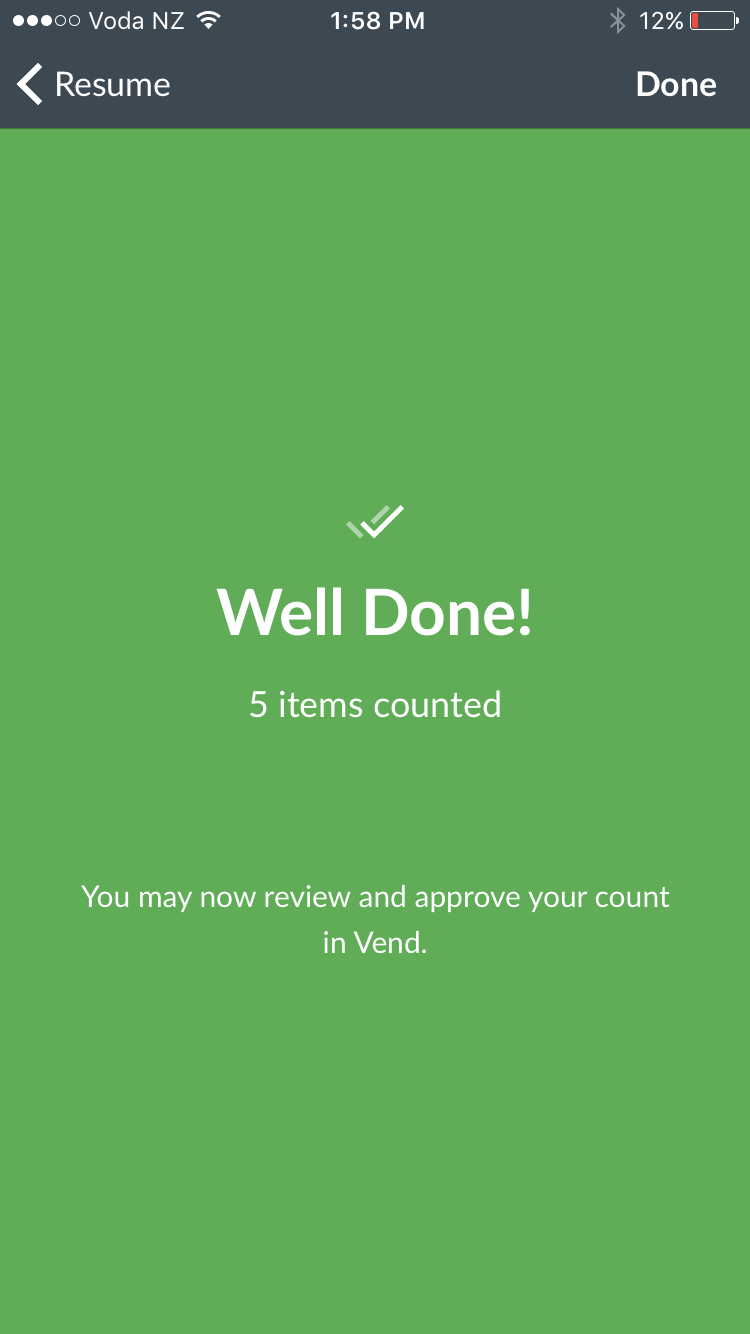 Voda NZ 1:58 PM 12%
Resume Done
Well Done!
5 items counted
You may now review and approve your count
in Vend.